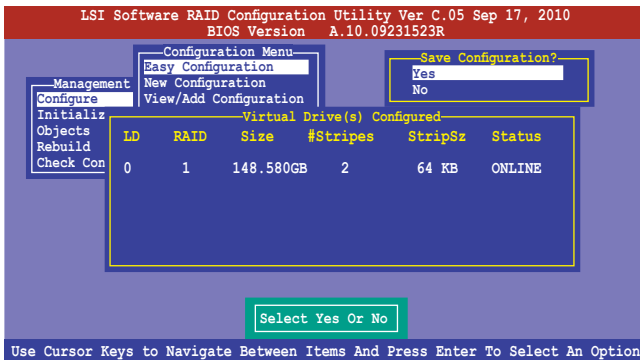 LSI Software RAID Configuration Utility Ver C.05 Sep 17, 2010
BIOS Version A.10.09231523R
Configuration Menu
Easy Configuration
New Configuration
View/Add Configuration
Save Configuration?
Yes
No
Management
Configure
Initializ
Objects
Rebuild
Check Con
Virtual Drive(s) Configured
LD RAID Size #Stripes StripSz Status
0 1 148.580GB 2 64 KB ONLINE
Select Yes Or No
Use Cursor Keys to Navigate Between Items And Press Enter To Select An Option